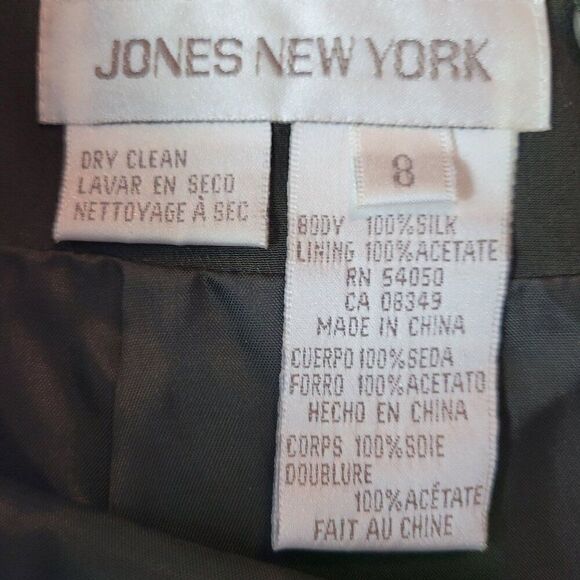 JONES NEW YORK
DRY CLEAN
LAVAR EN SECO
NETTOYAGE À SEC
8
BODY 100%SILK
LINING 100%ACETATE
RN 54050
CA 08349
MADE IN CHINA
CUERPO 100%SEDA
FORRO 100%ACETATO
HECHO EN CHINA
CORPS 100%SOIE
DOUBLURE
100%ACÉTATE
FAIT AU CHINE